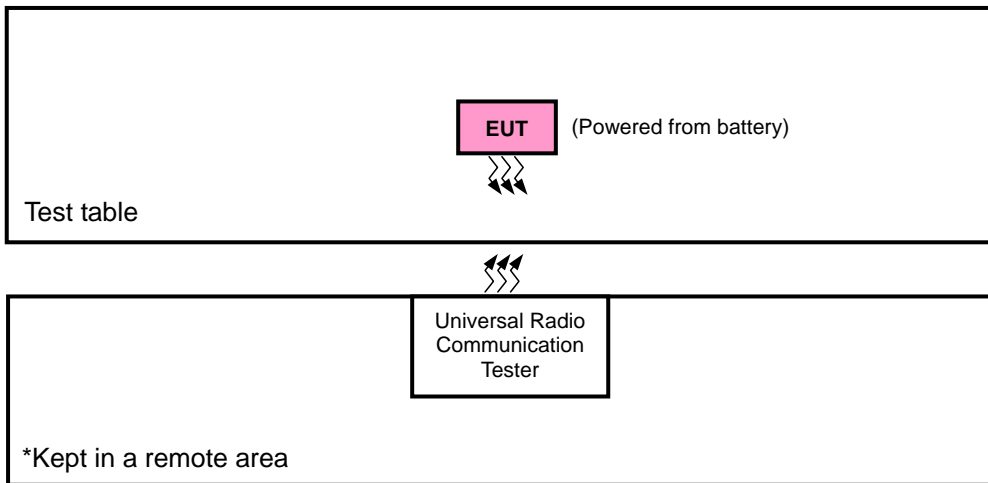 EUT
(Powered from battery)
Test table
Universal Radio
Communication
Tester
*Kept in a remote area